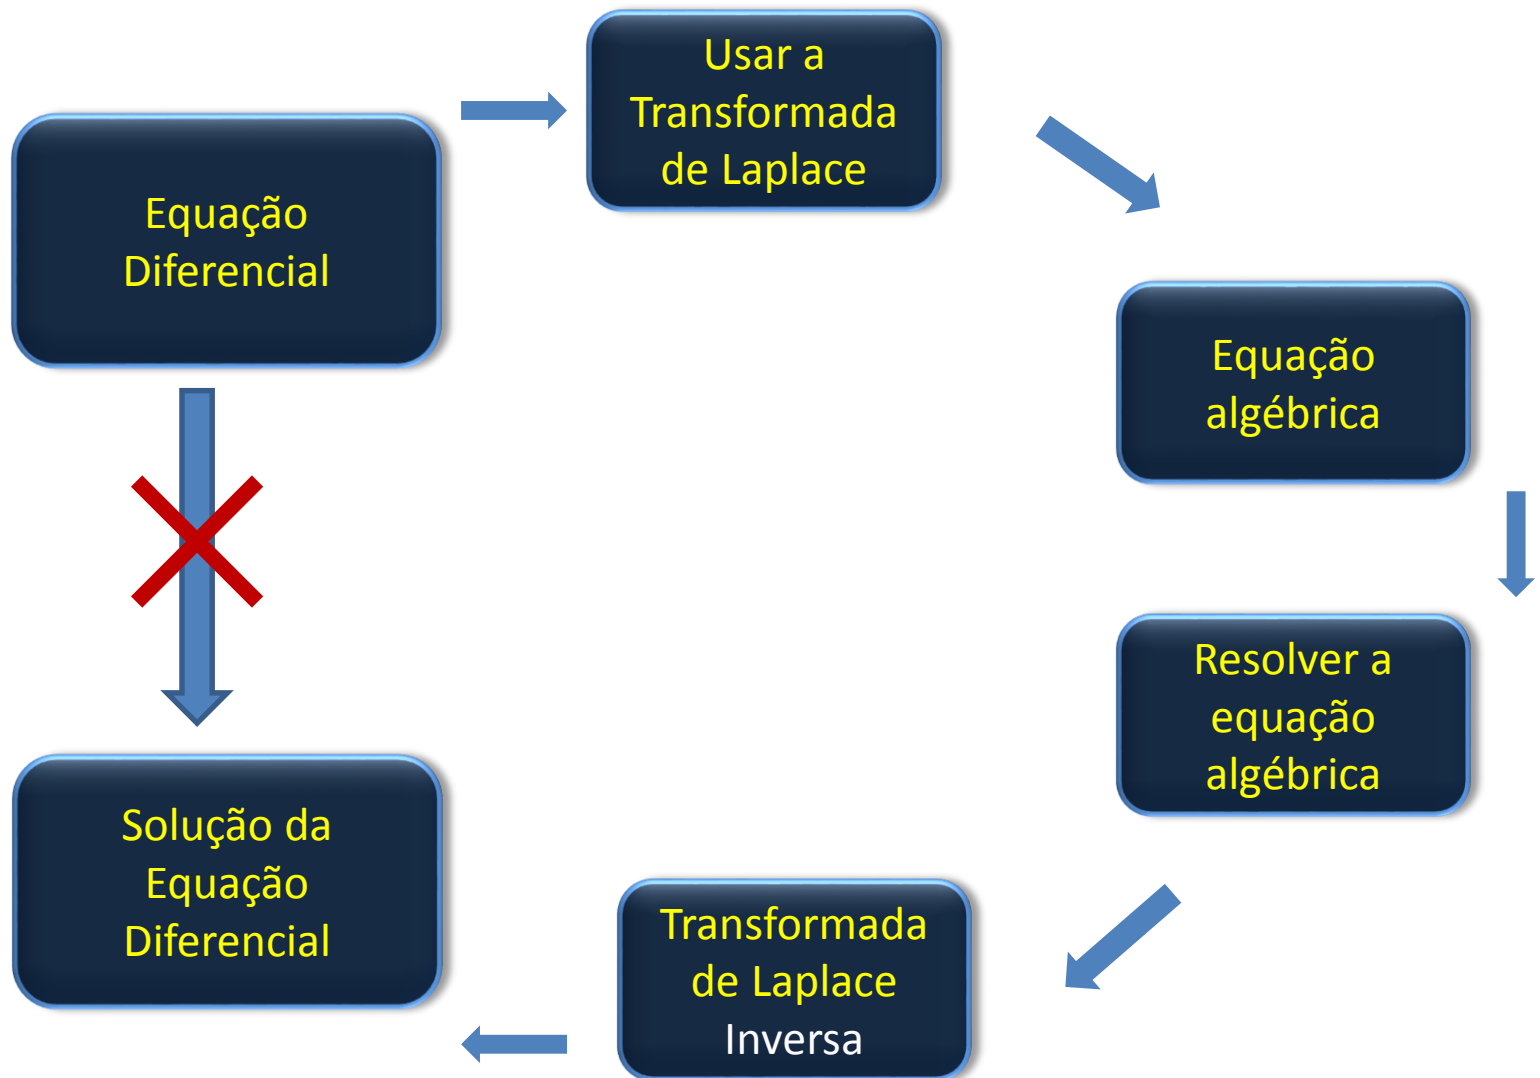 Equação
Diferencial
Usar a
Transformada
de Laplace
Equação
algébrica
Resolver a
equação
algébrica
Transformada
de Laplace
Inversa
Solução da
Equação
Diferencial